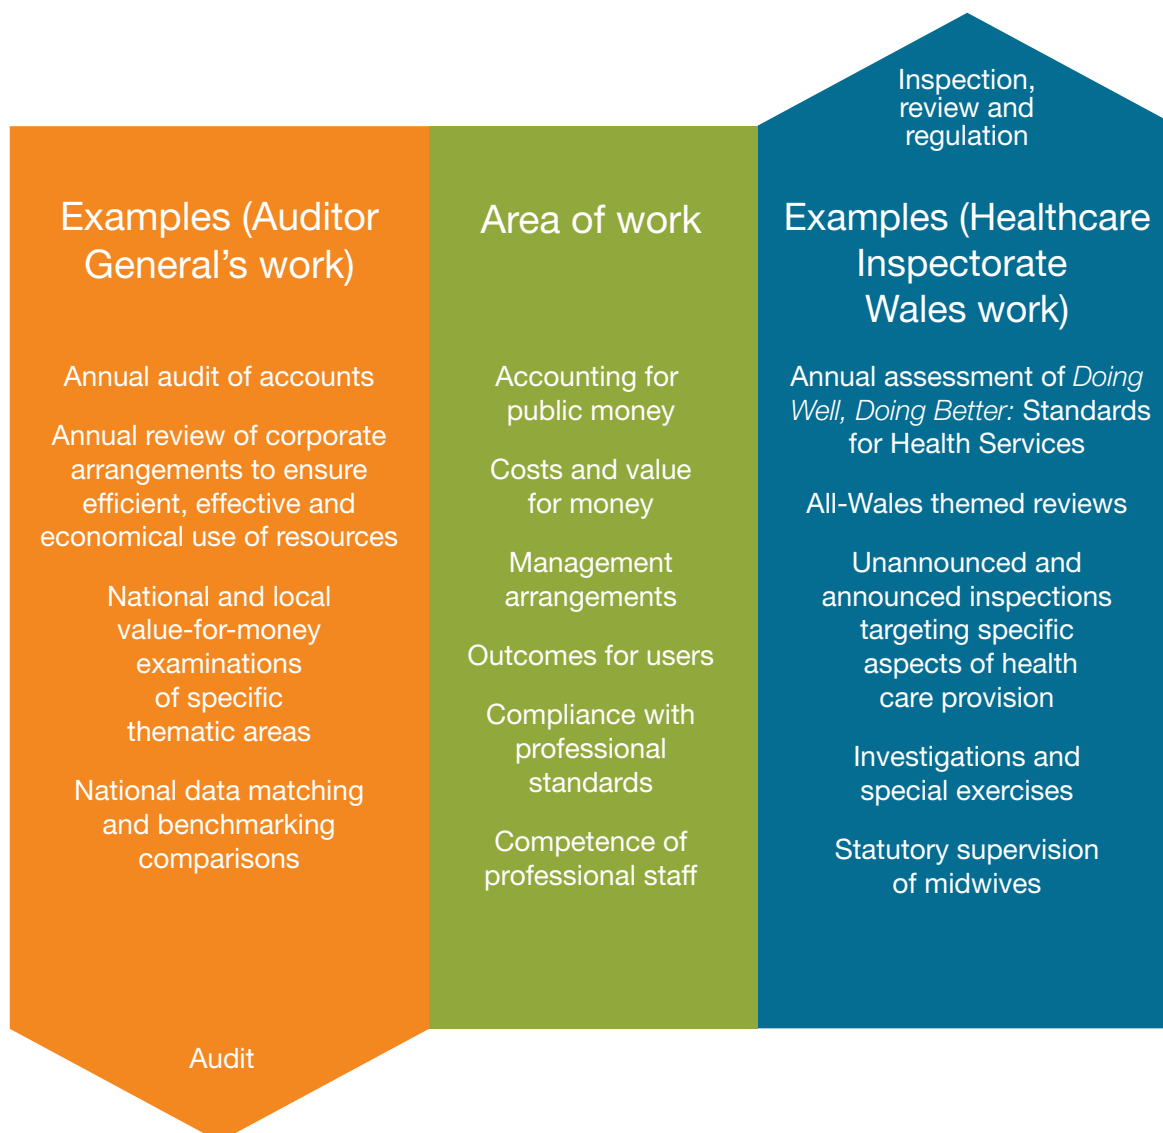 Examples (Auditor
General’s work)
Annual audit of accounts
Annual review of corporate
arrangements to ensure
efficient, effective and
economical use of resources
National and local
value-for-money
examinations
of specific
thematic areas
National data matching
and benchmarking
comparisons
Audit
Area of work
Accounting for
public money
Costs and value
for money
Management
arrangements
Outcomes for users
Compliance with
professional
standards
Competence of
professional staff
Inspection,
review and
regulation
Examples (Healthcare
Inspectorate
Wales work)
Annual assessment of Doing
Well, Doing Better: Standards
for Health Services
All-Wales themed reviews
Unannounced and
announced inspections
targeting specific
aspects of health
care provision
Investigations and
special exercises
Statutory supervision
of midwives